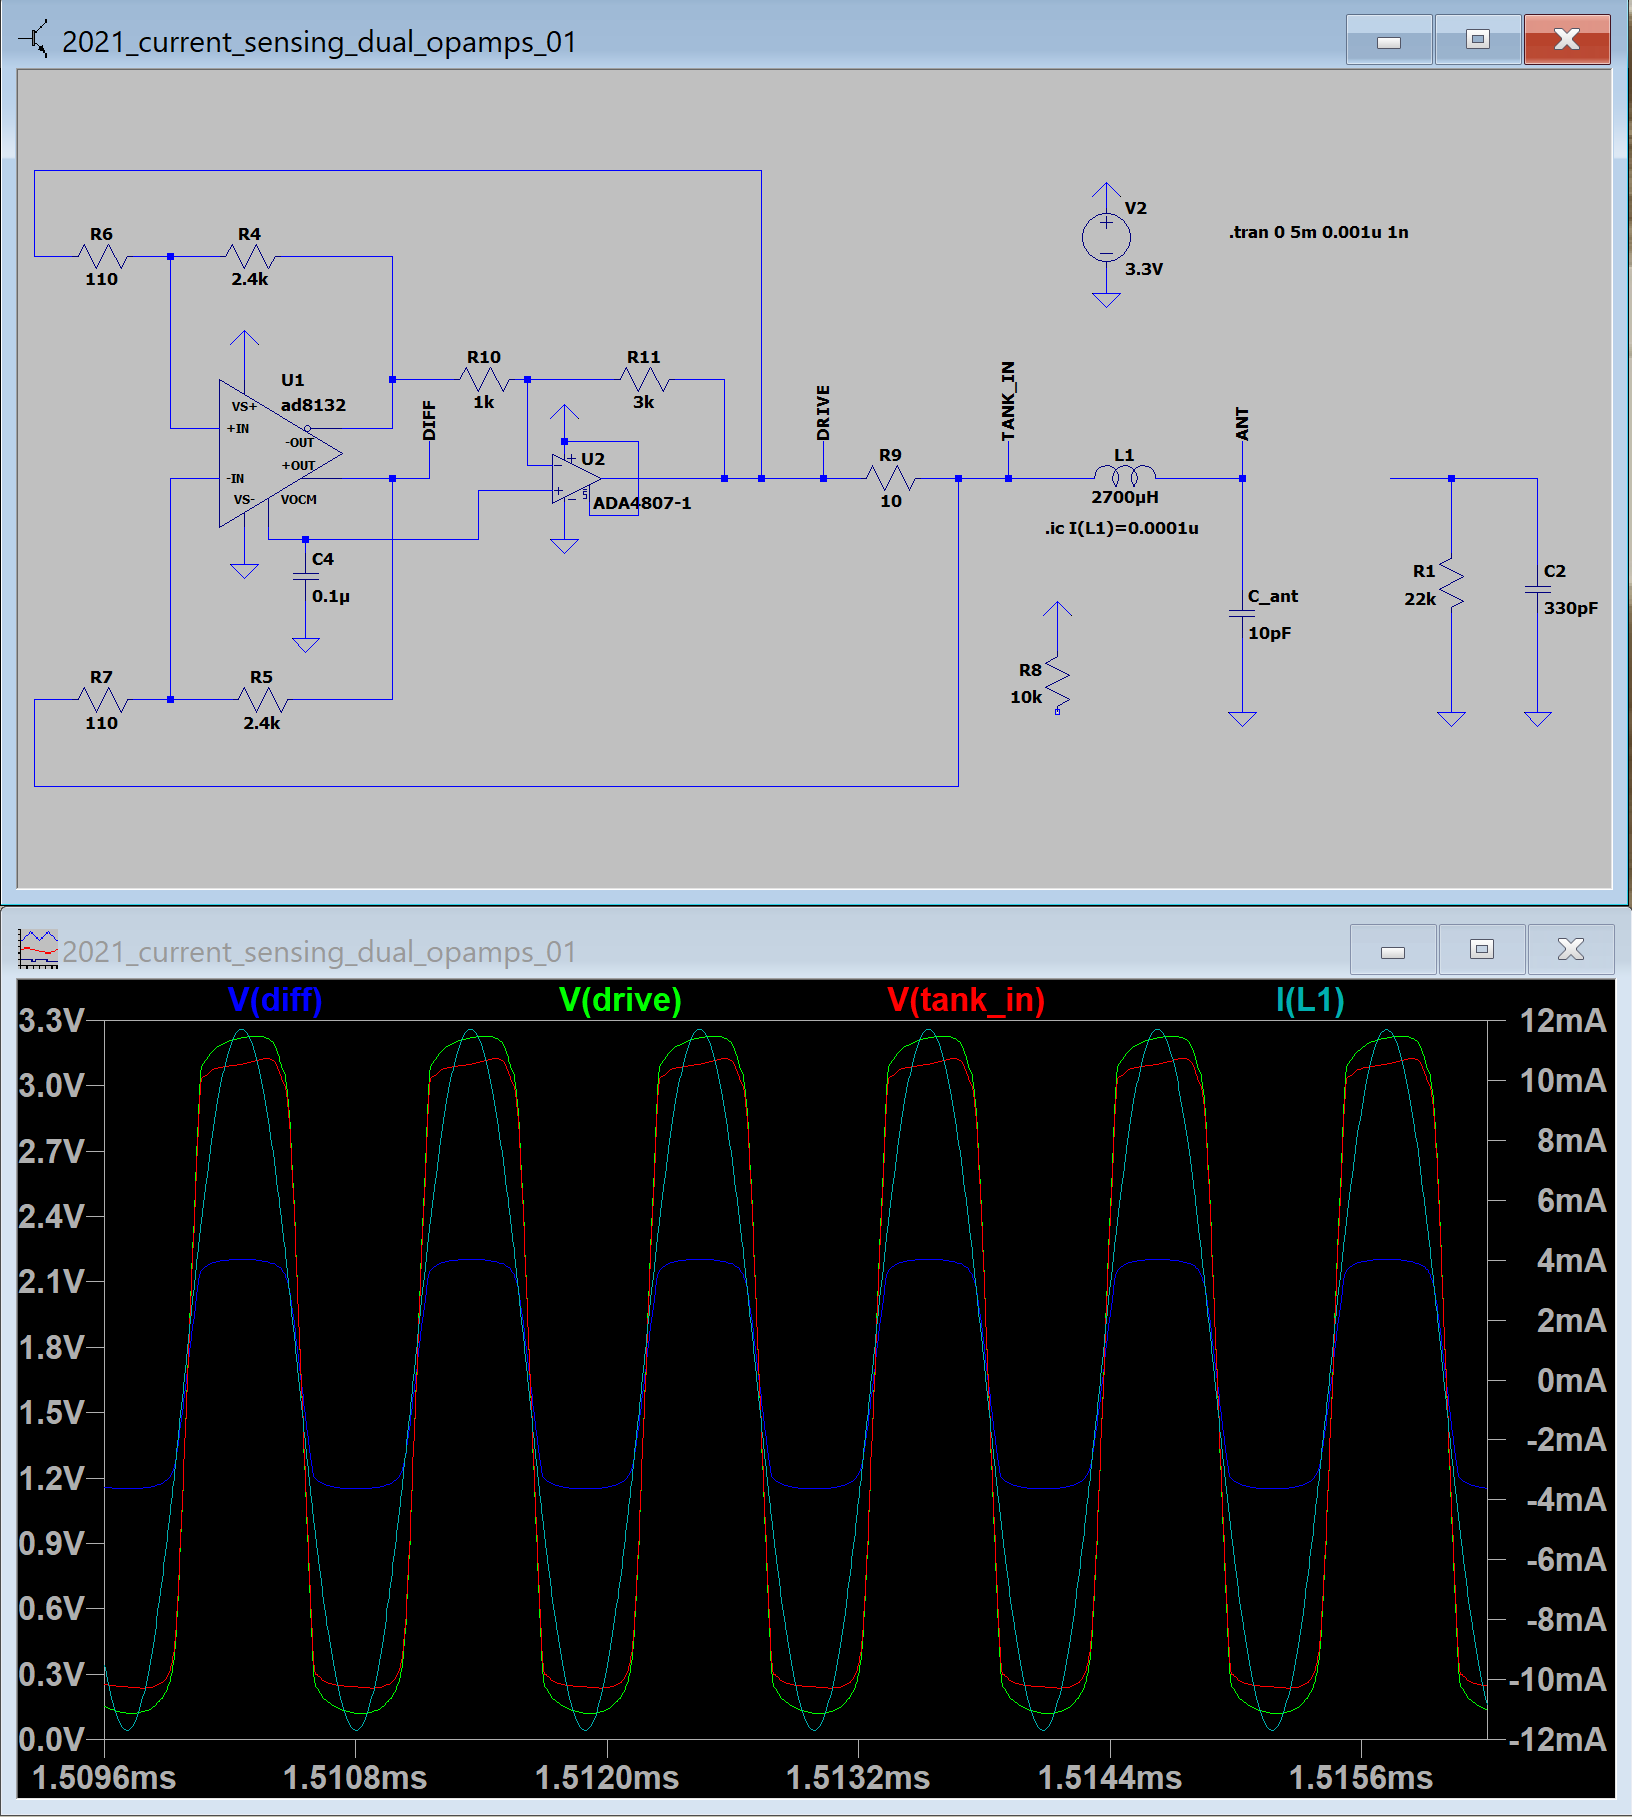 2021_current_sensing_dual_opamps_01
R6
110
R4
2.4k
V2
3.3V
.tran 0 5m 0.001u 1n
U1
ad8132
VS+
+IN
-OUT
+OUT
-IN
VS-
VOCM
DIFF
R10
1k
R11
3k
U2
5
ADA4807-1
DRIVE
R9
10
TANK_IN
L1
2700µH
.ic I(L1)=0.0001u
ANT
C4
0.1µ
C_ant
10pF
R1
22k
C2
330pF
R8
10k
R7
110
R5
2.4k
2021_current_sensing_dual_opamps_01
V(diff) V(drive) V(tank_in) I(L1)
3.3V
3.0V
2.7V
2.4V
2.1V
1.8V
1.5V
1.2V
0.9V
0.6V
0.3V
0.0V
12mA
10mA
8mA
6mA
4mA
2mA
0mA
-2mA
-4mA
-6mA
-8mA
-10mA
-12mA
1.5096ms 1.5108ms 1.5120ms 1.5132ms 1.5144ms 1.5156ms